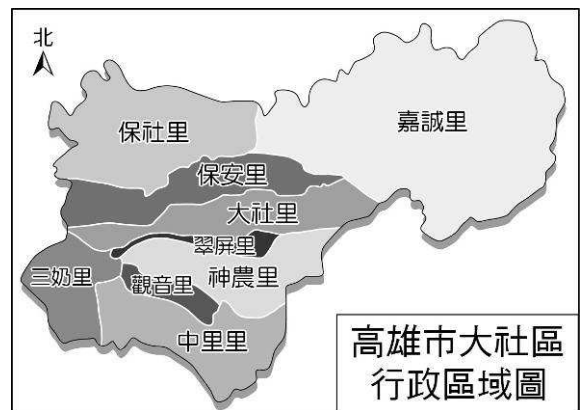 北
保社里
嘉誠里
保安里
大社里
翠屏里
三奶里
觀音里
神農里
中里里
高雄市大社區
行政區域圖